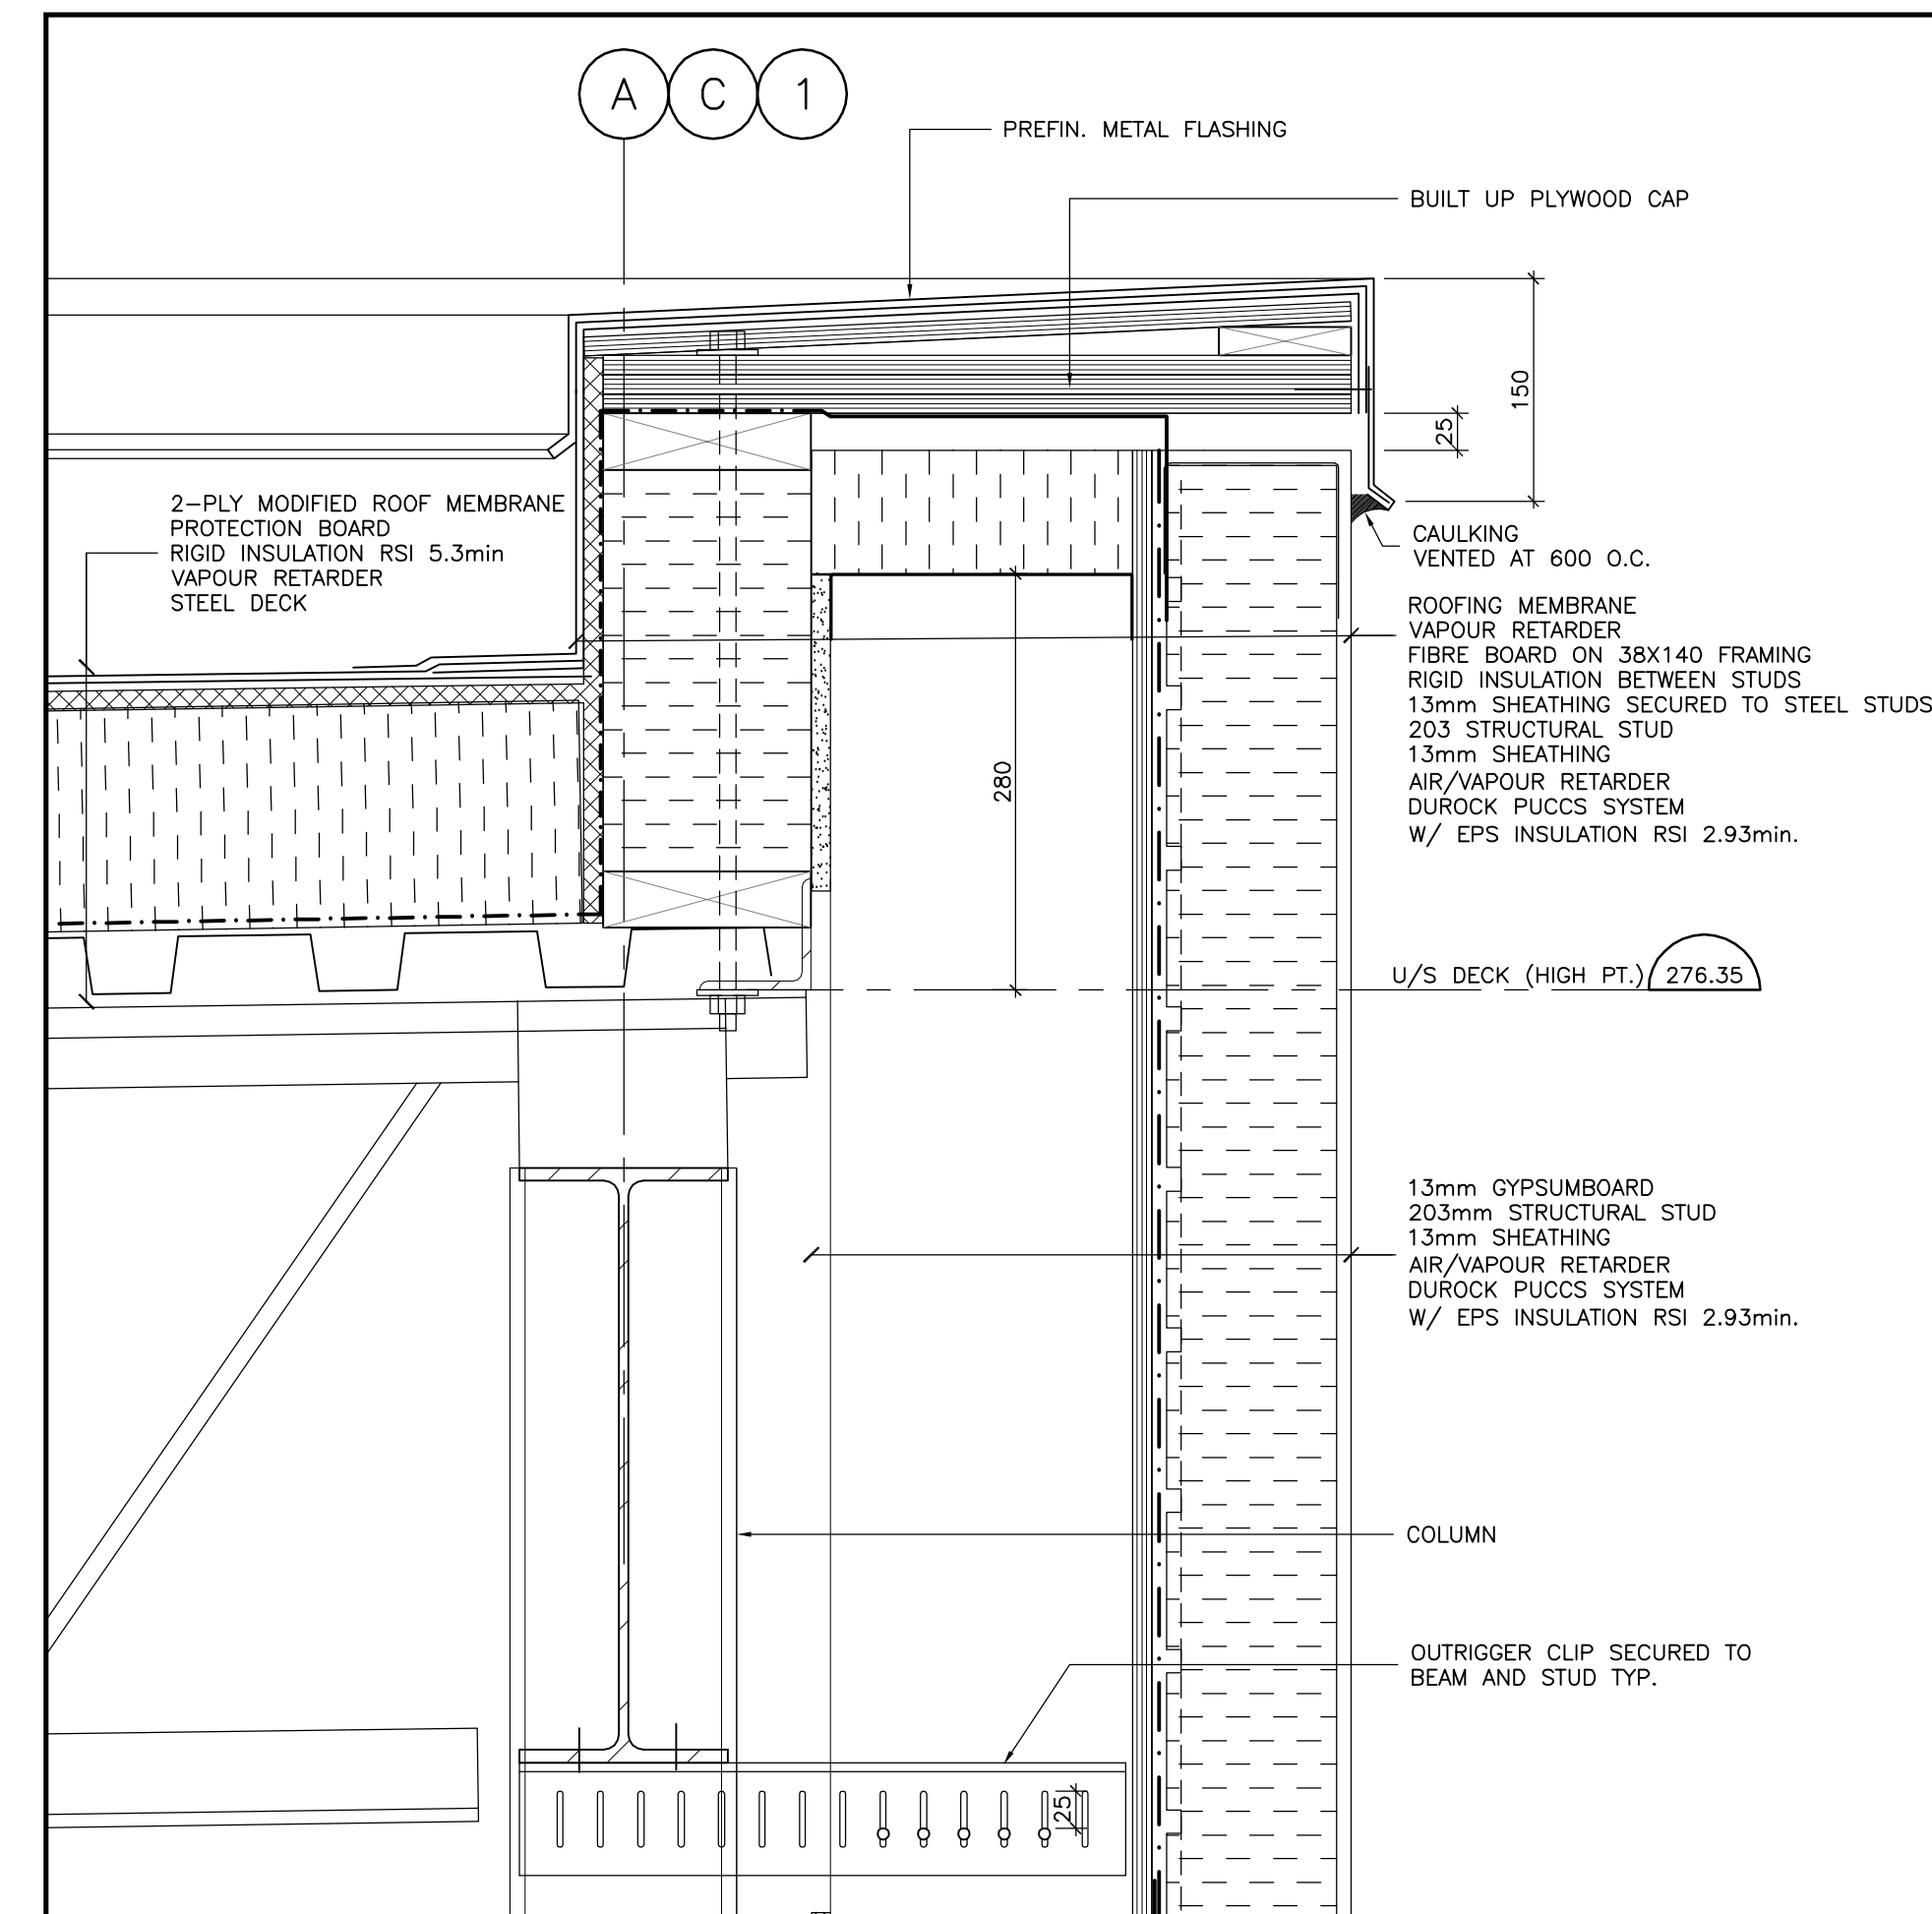 A C 1
PREFIN. METAL FLASHING
BUILT UP PLYWOOD CAP
150
25
2-PLY MODIFIED ROOF MEMBRANE
PROTECTION BOARD
RIGID INSULATION RSI 5.3min
VAPOUR RETARDER
STEEL DECK
CAULKING
VENTED AT 600 O.C.
ROOFING MEMBRANE
VAPOUR RETARDER
FIBRE BOARD ON 38X140 FRAMING
RIGID INSULATION BETWEEN STUDS
13mm SHEATHING SECURED TO STEEL STUDS
203 STRUCTURAL STUD
13mm SHEATHING
AIR/VAPOUR RETARDER
DUROCK PUCCS SYSTEM
W/ EPS INSULATION RSI 2.93min.
280
U/S DECK (HIGH PT.) 276.35
13mm GYPSUMBOARD
203mm STRUCTURAL STUD
13mm SHEATHING
AIR/VAPOUR RETARDER
DUROCK PUCCS SYSTEM
W/ EPS INSULATION RSI 2.93min.
COLUMN
OUTRIGGER CLIP SECURED TO
BEAM AND STUD TYP.
25